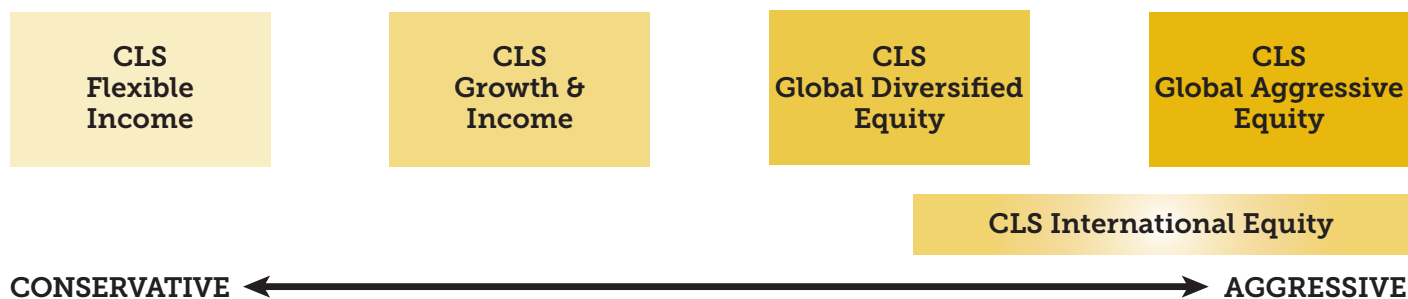 CLS
Flexible
Income
CLS
Growth &
Income
CLS
Global Diversified
Equity
CLS
Global Aggressive
Equity
CLS International Equity
CONSERVATIVE
AGGRESSIVE